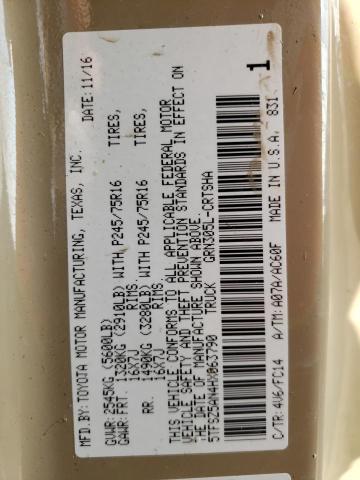 MFD.BY: TOYOTA MOTOR MANUFACTURING, TEXAS, INC. DATE: 11/16
GVWR: 2545KG (5600LB)
GAWR: FRT. 1320KG (2910LB) WITH P245/75R16 TIRES,
16X7J RIMS.
RR. 1490KG (3280LB) WITH P245/75R16 TIRES,
16X7J RIMS.
THIS VEHICLE CONFORMS TO ALL APPLICABLE FEDERAL MOTOR
VEHICLE SAFETY AND THEFT PREVENTION STANDARDS IN EFFECT ON
THE DATE OF MANUFACTURE SHOWN ABOVE.
5TFSZ5AN4HX063790 TRUCK GRN305L-CRTSHA
1
C/TR: 4V6/FC14 A/TM: A07A/AC60F MADE IN U.S.A. 831